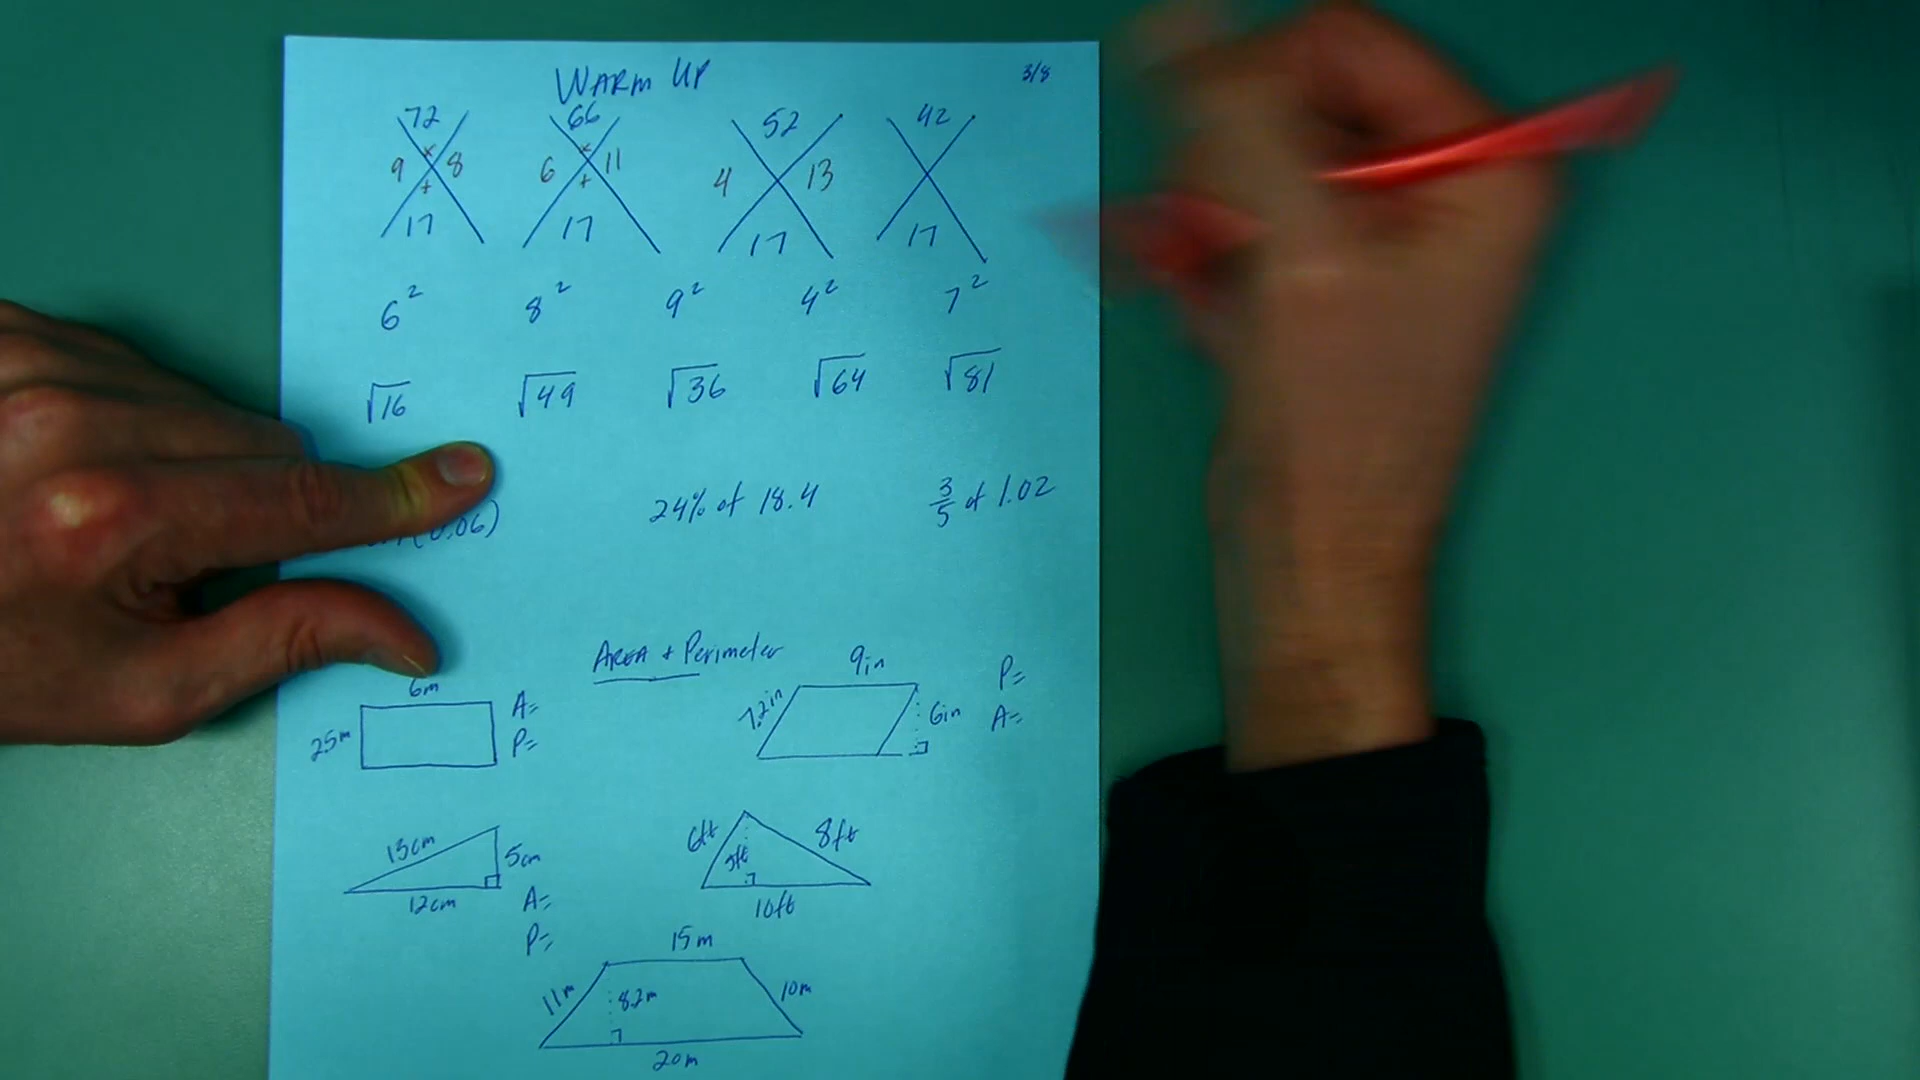 WARM UP 3/8
72 66 52 42
9 × 8 6 × 11 4 13
+ +
17 17 17 17
6² 8² 9² 4² 7²
√16 √49 √36 √64 √81
24% of 18.4 3/5 of 1.02
06)
AREA + Perimeter
6m A= 9in P=
25m P= 7.2in 6in A=
13cm 5cm 6ft 8ft
12cm A= 10ft
P= 15m
11m 8.2m 10m
20m